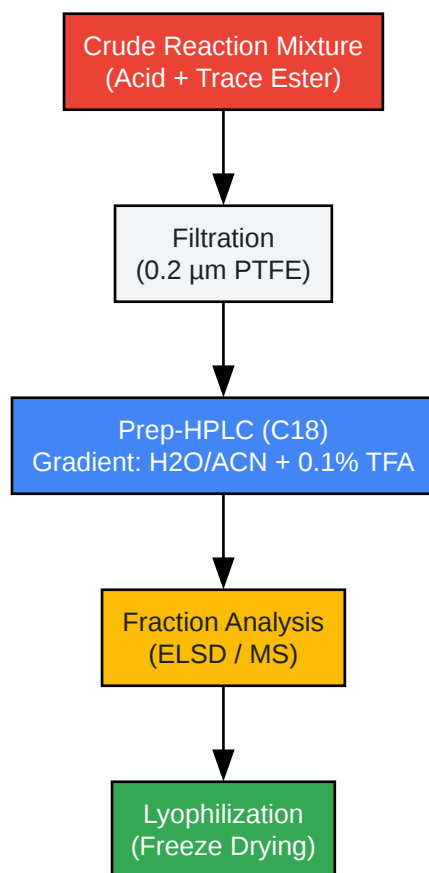 Crude Reaction Mixture
(Acid + Trace Ester)
Filtration
(0.2 µm PTFE)
Prep-HPLC (C18)
Gradient: H2O/ACN + 0.1% TFA
Fraction Analysis
(ELSD / MS)
Lyophilization
(Freeze Drying)